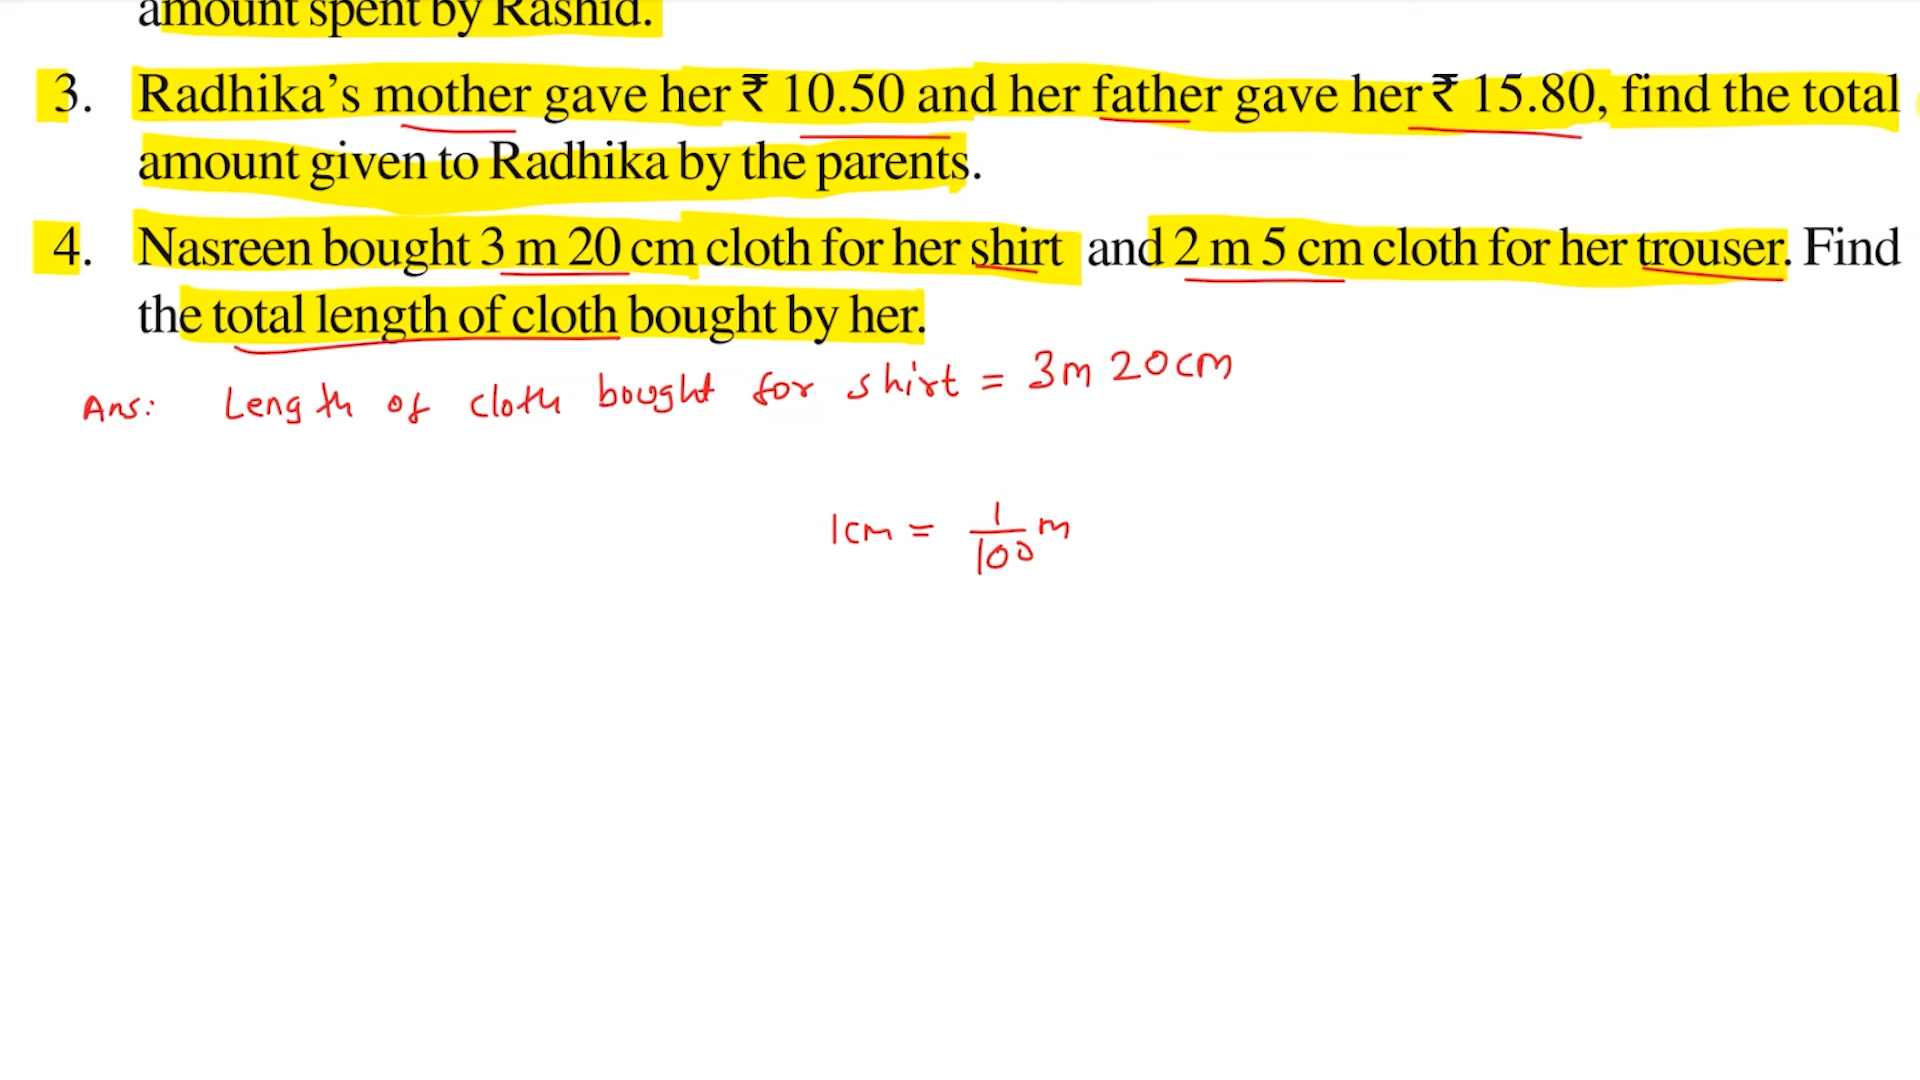 amount spent by Rashid.
3. Radhika’s mother gave her ₹ 10.50 and her father gave her ₹ 15.80, find the total
amount given to Radhika by the parents.
4. Nasreen bought 3 m 20 cm cloth for her shirt and 2 m 5 cm cloth for her trouser. Find
the total length of cloth bought by her.
Ans: Length of cloth bought for shirt = 3m 20cm
1cm = 1/100 m